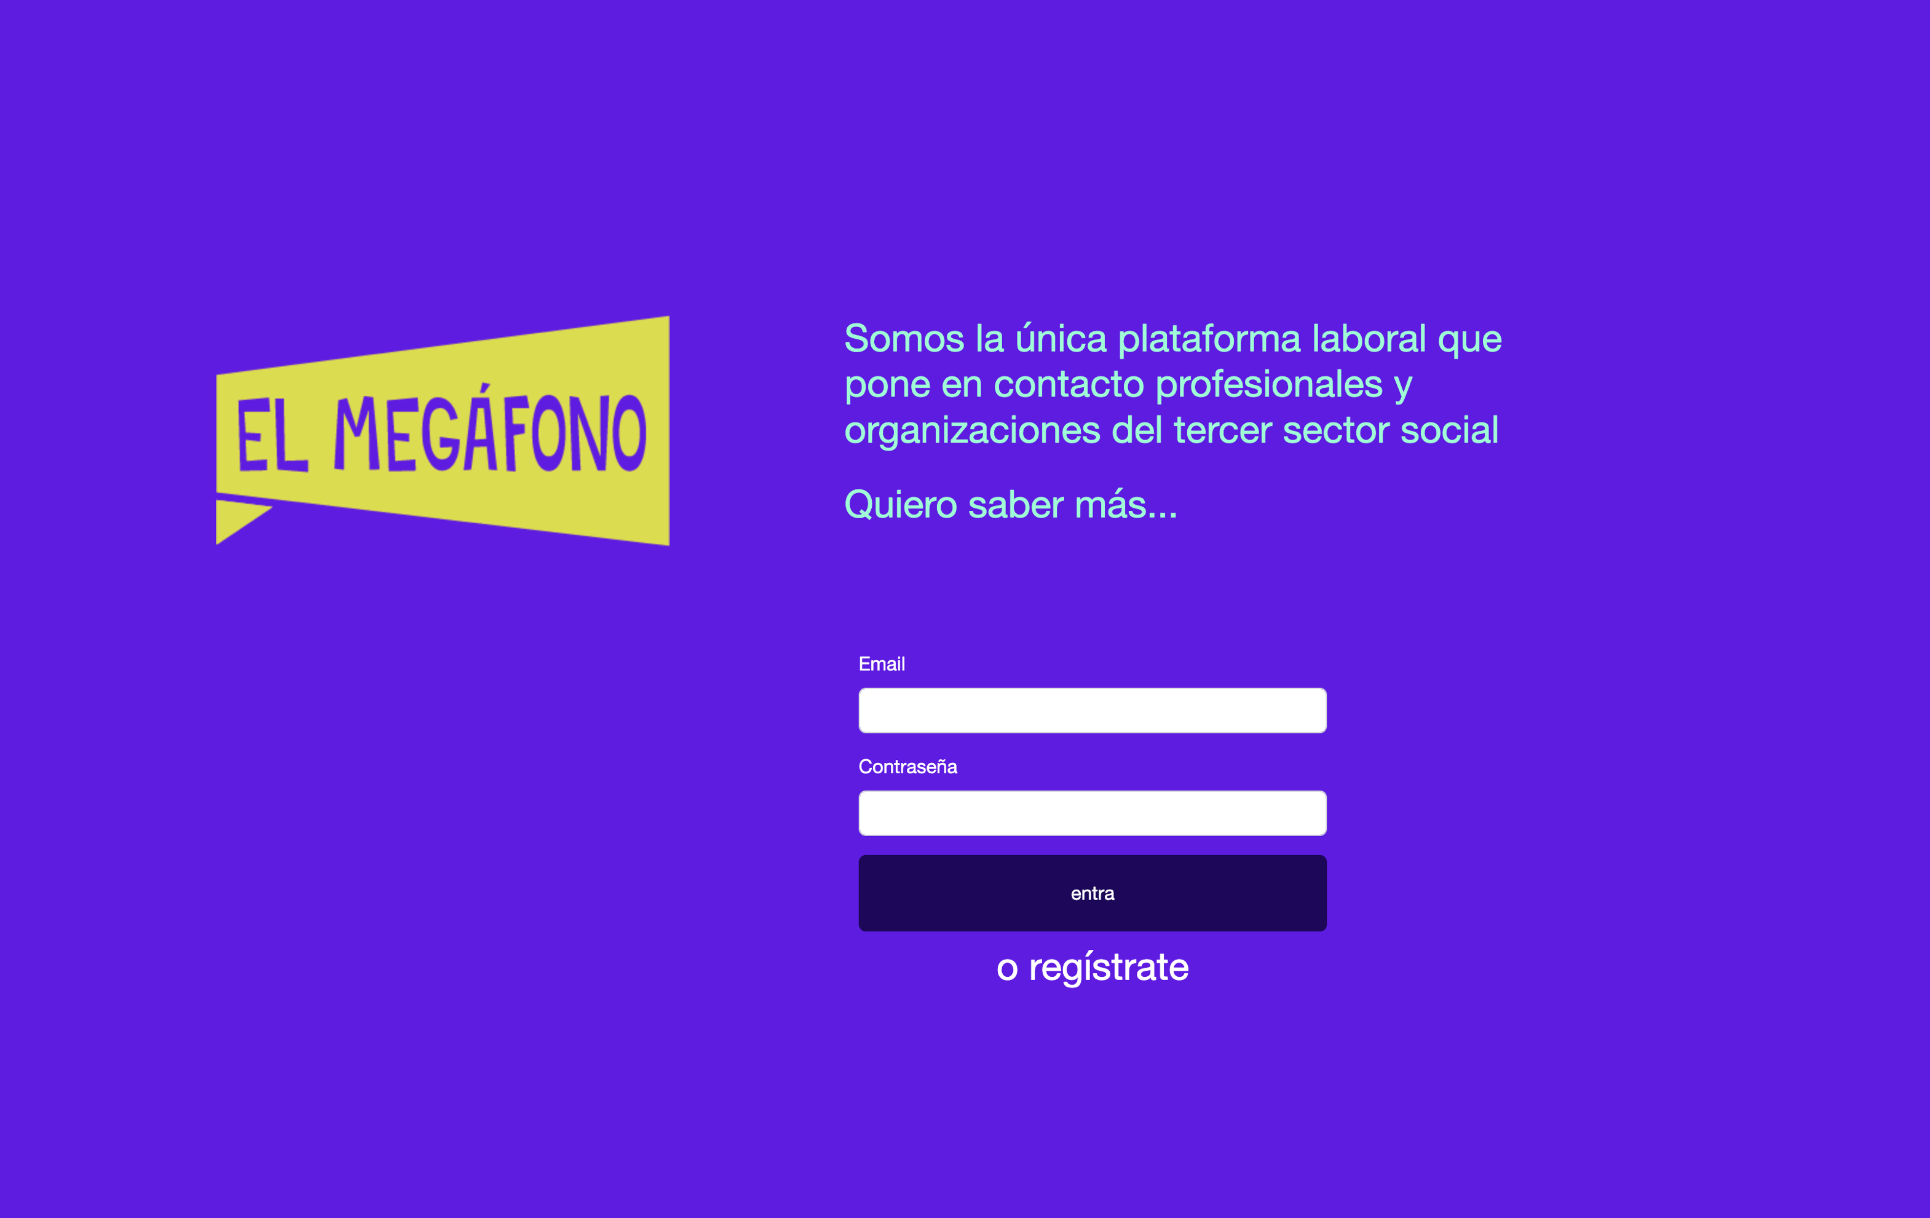 EL MEGÁFONO
Somos la única plataforma laboral que
pone en contacto profesionales y
organizaciones del tercer sector social
Quiero saber más...
Email
Contraseña
entra
o regístrate